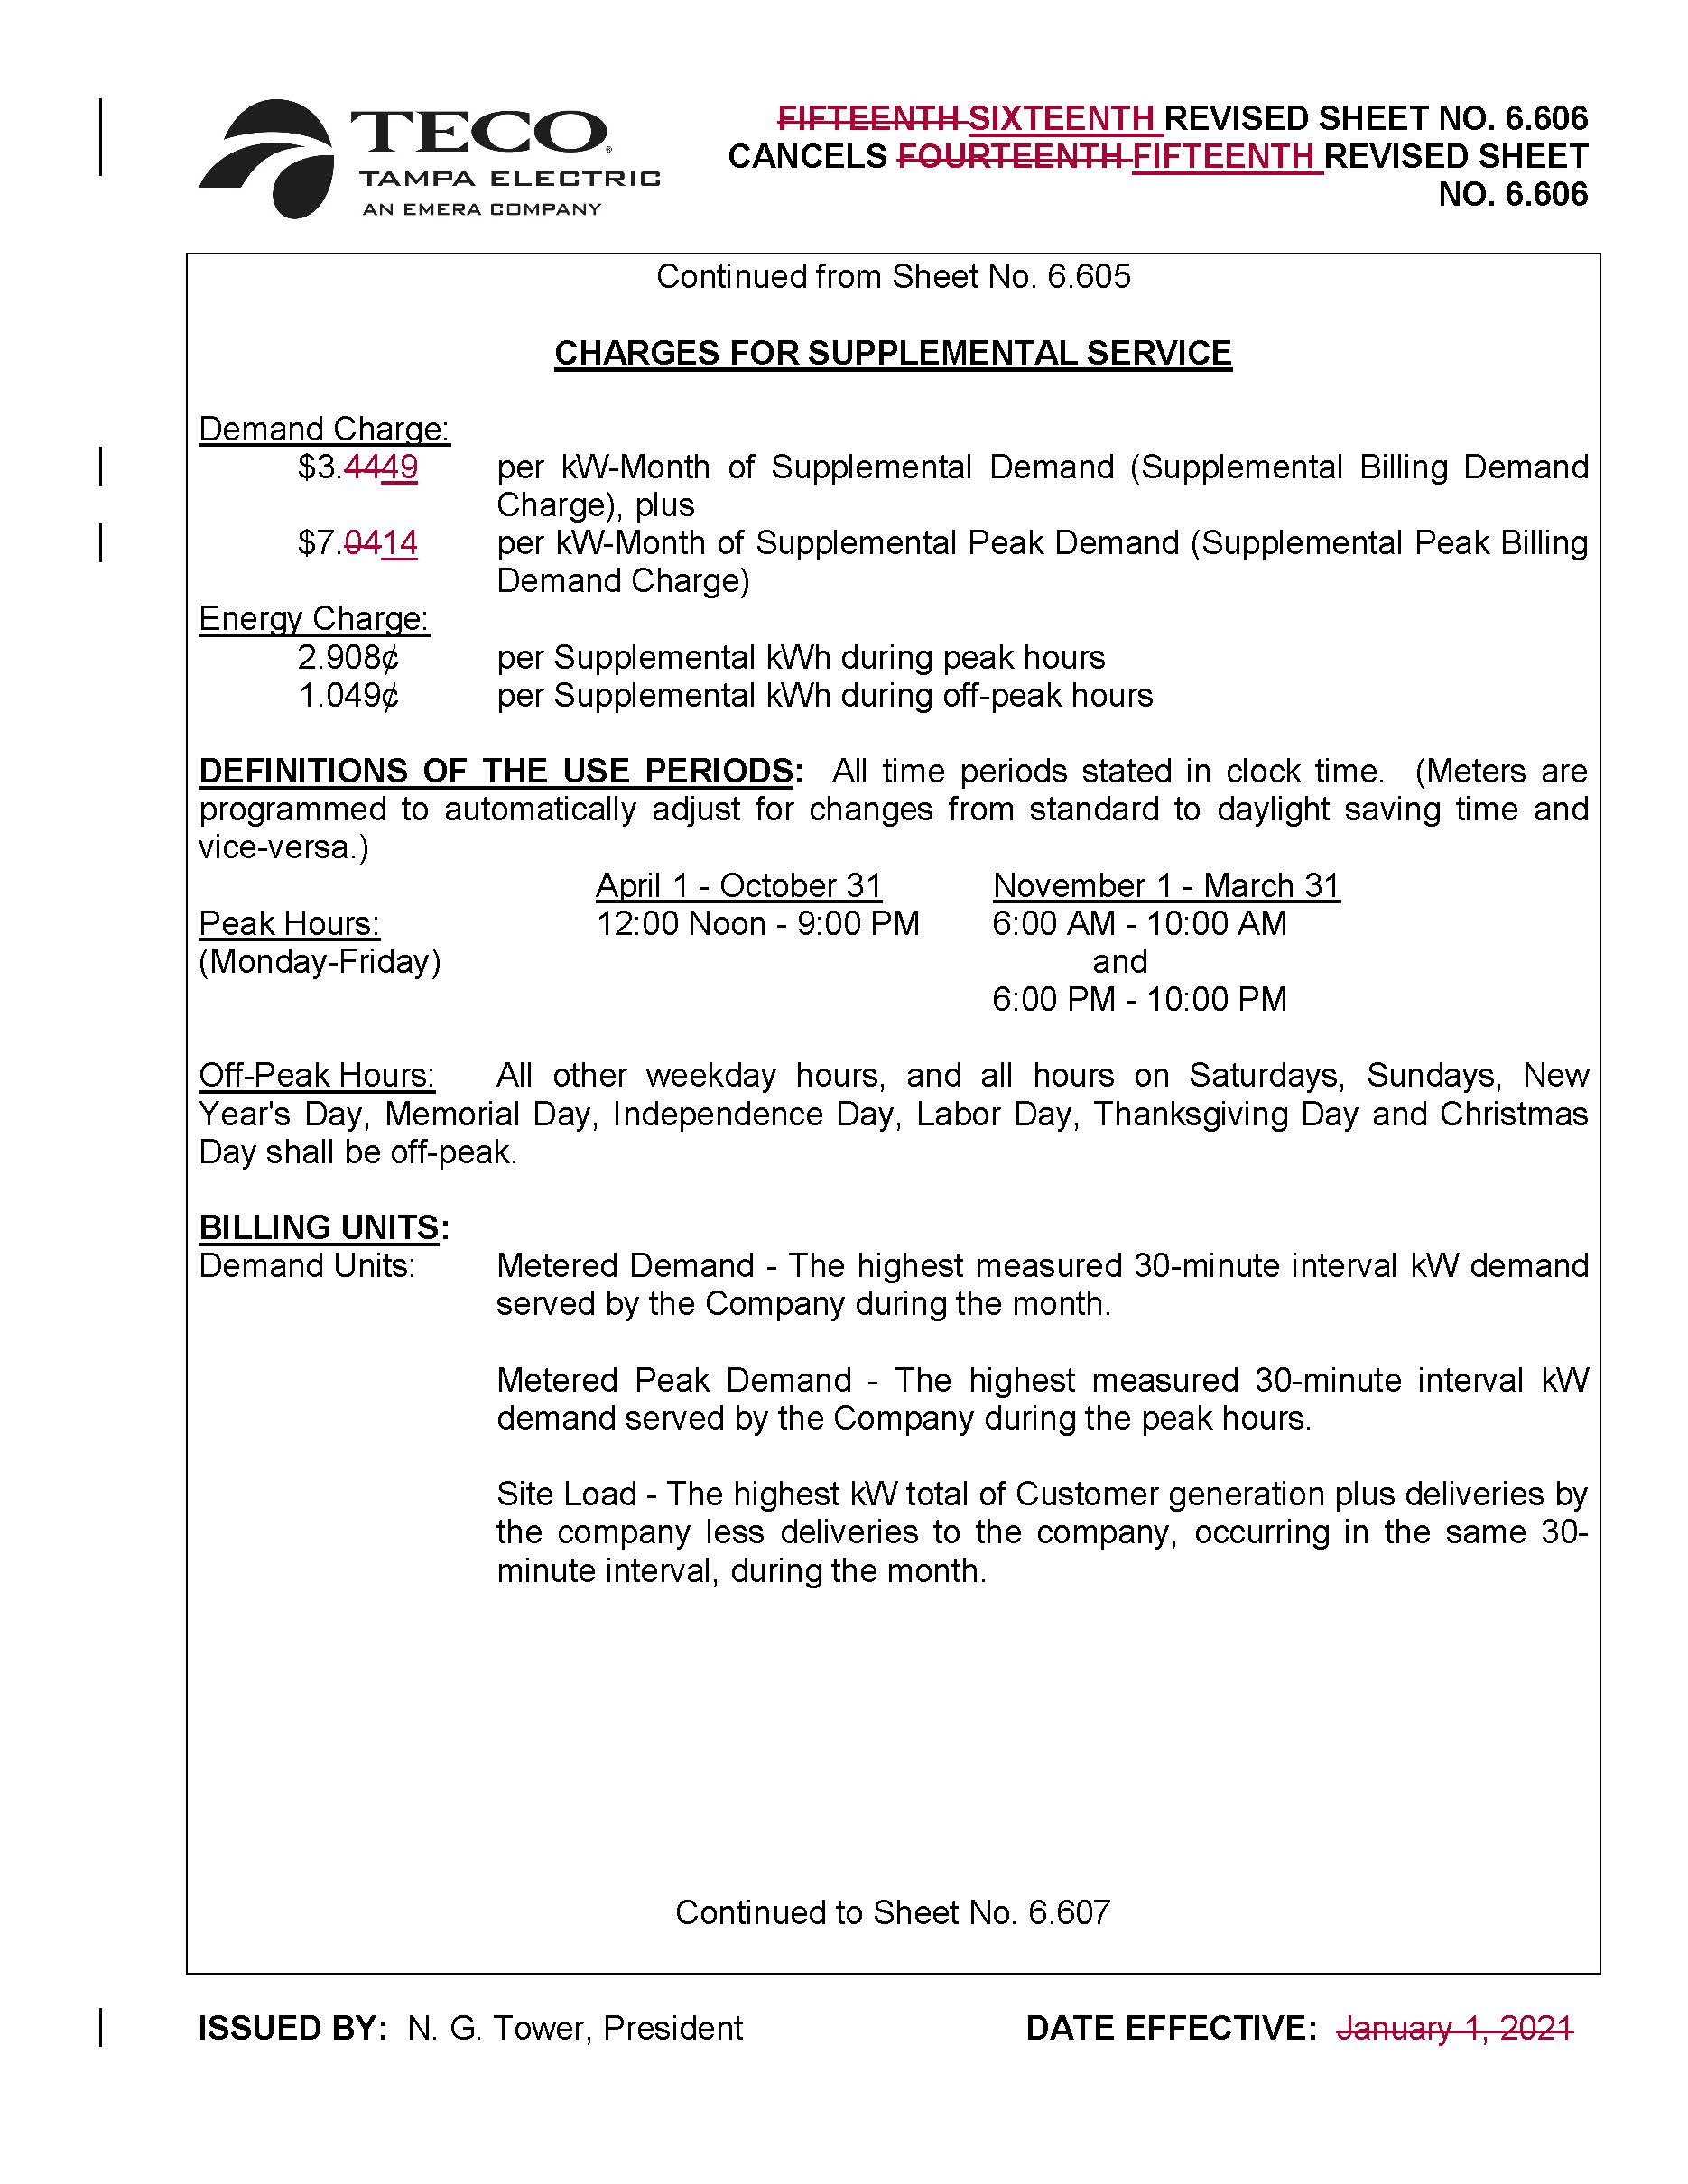 TECO®
TAMPA ELECTRIC
AN EMERA COMPANY
FIFTEENTH SIXTEENTH REVISED SHEET NO. 6.606
CANCELS FOURTEENTH FIFTEENTH REVISED SHEET
NO. 6.606
Continued from Sheet No. 6.605
CHARGES FOR SUPPLEMENTAL SERVICE
Demand Charge:
$3.4449 per kW-Month of Supplemental Demand (Supplemental Billing Demand
Charge), plus
$7.0414 per kW-Month of Supplemental Peak Demand (Supplemental Peak Billing
Demand Charge)
Energy Charge:
2.908¢ per Supplemental kWh during peak hours
1.049¢ per Supplemental kWh during off-peak hours
DEFINITIONS OF THE USE PERIODS: All time periods stated in clock time. (Meters are
programmed to automatically adjust for changes from standard to daylight saving time and
vice-versa.)
April 1 - October 31 November 1 - March 31
Peak Hours: 12:00 Noon - 9:00 PM 6:00 AM - 10:00 AM
(Monday-Friday) and
6:00 PM - 10:00 PM
Off-Peak Hours: All other weekday hours, and all hours on Saturdays, Sundays, New
Year's Day, Memorial Day, Independence Day, Labor Day, Thanksgiving Day and Christmas
Day shall be off-peak.
BILLING UNITS:
Demand Units: Metered Demand - The highest measured 30-minute interval kW demand
served by the Company during the month.
Metered Peak Demand - The highest measured 30-minute interval kW
demand served by the Company during the peak hours.
Site Load - The highest kW total of Customer generation plus deliveries by
the company less deliveries to the company, occurring in the same 30-
minute interval, during the month.
Continued to Sheet No. 6.607
ISSUED BY: N. G. Tower, President DATE EFFECTIVE: January 1, 2021